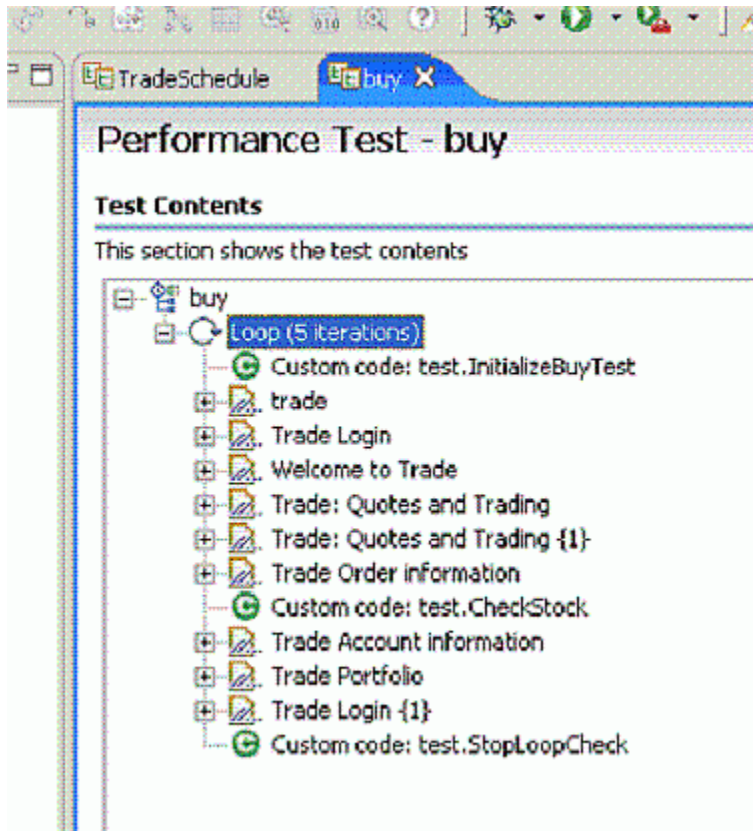 TradeSchedule
buy
Performance Test - buy
Test Contents
This section shows the test contents
buy
Loop (5 iterations)
Custom code: test.InitializeBuyTest
trade
Trade Login
Welcome to Trade
Trade: Quotes and Trading
Trade: Quotes and Trading {1}
Trade Order information
Custom code: test.CheckStock
Trade Account information
Trade Portfolio
Trade Login {1}
Custom code: test.StopLoopCheck